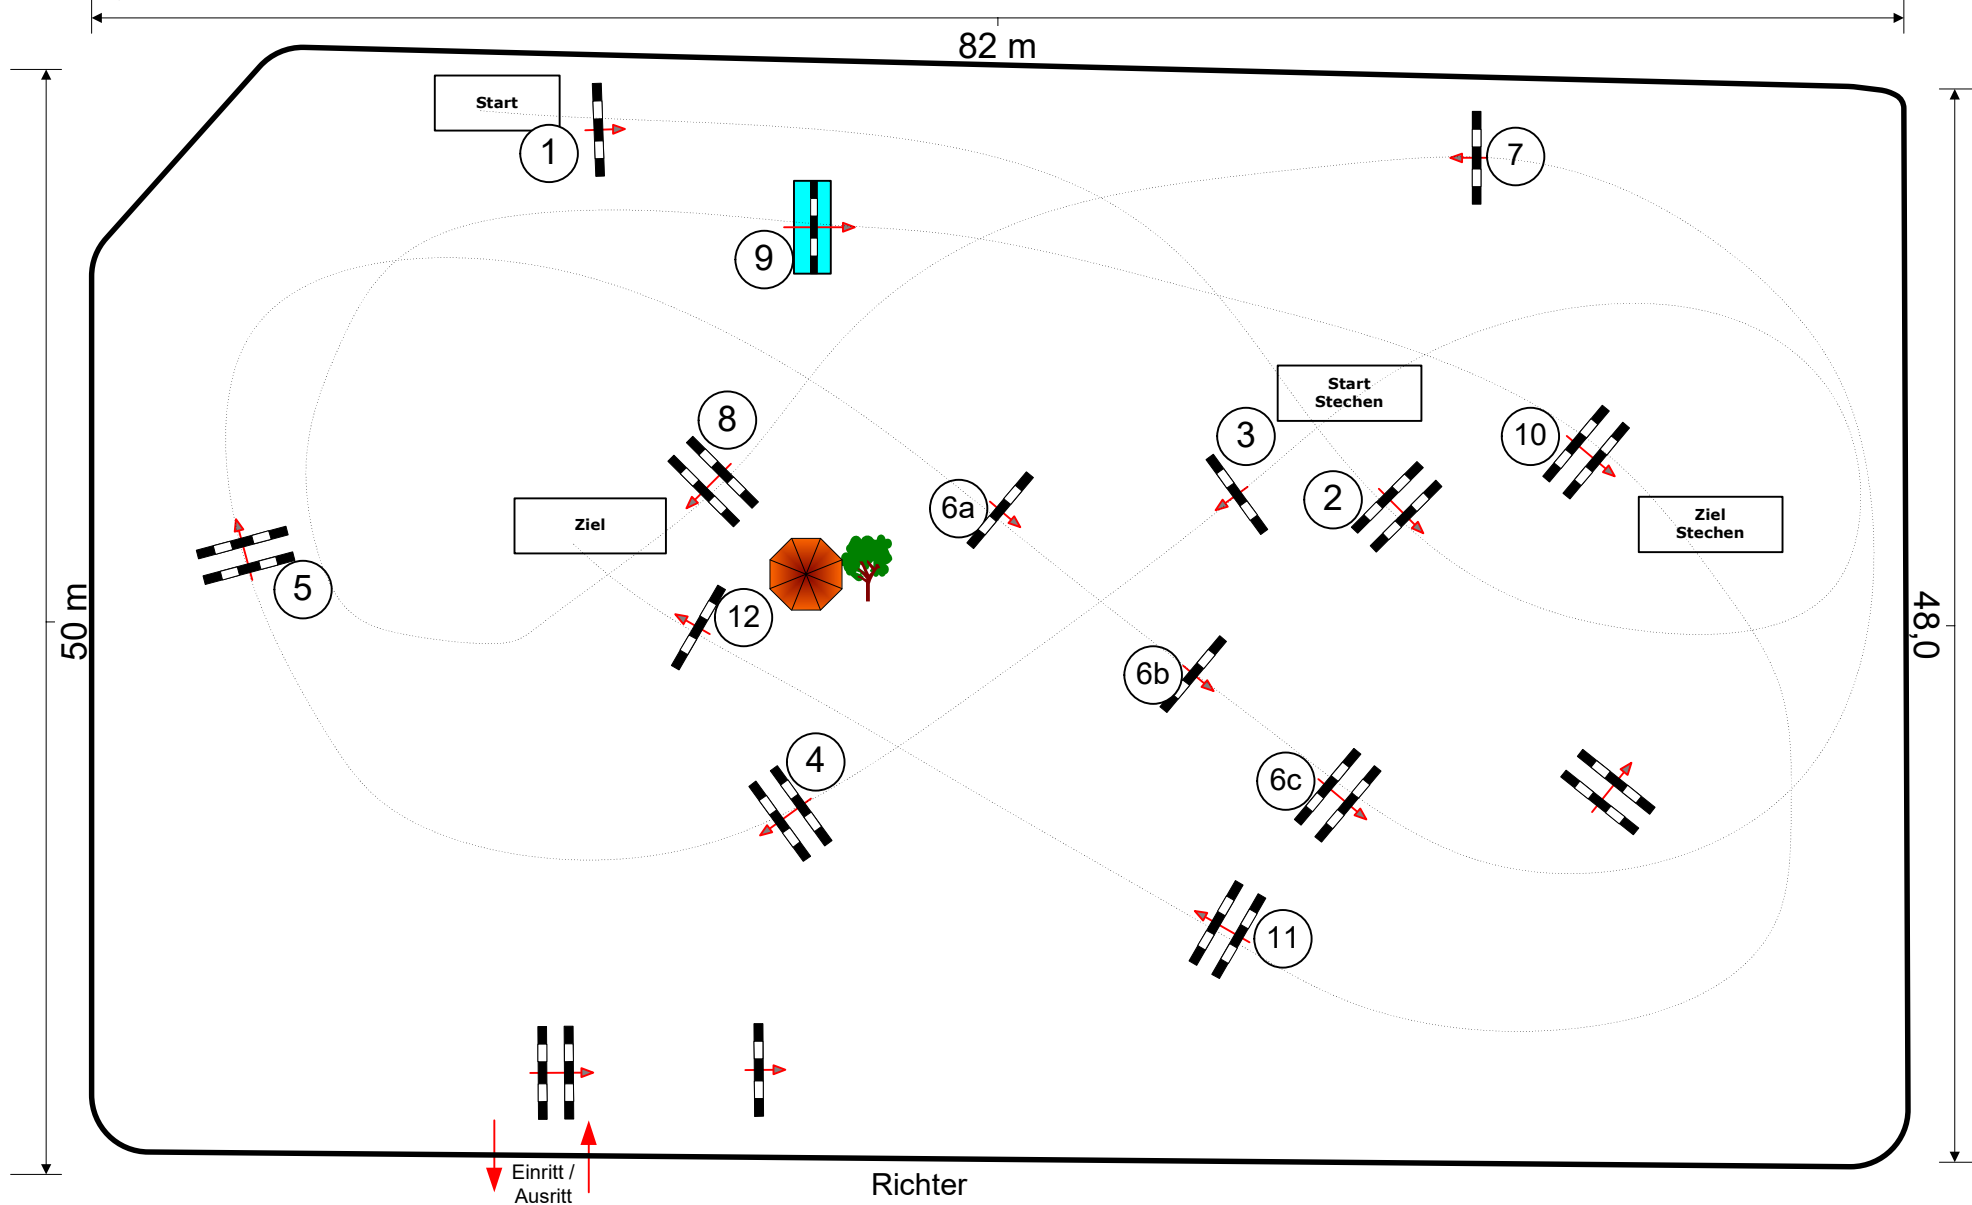 82 m
Start
1
7
9
Start
Stechen
8
3
10
2
6a
Ziel
Ziel
Stechen
5
12
50 m
48,0
6b
4
6c
11
Einritt /
Ausritt
Richter